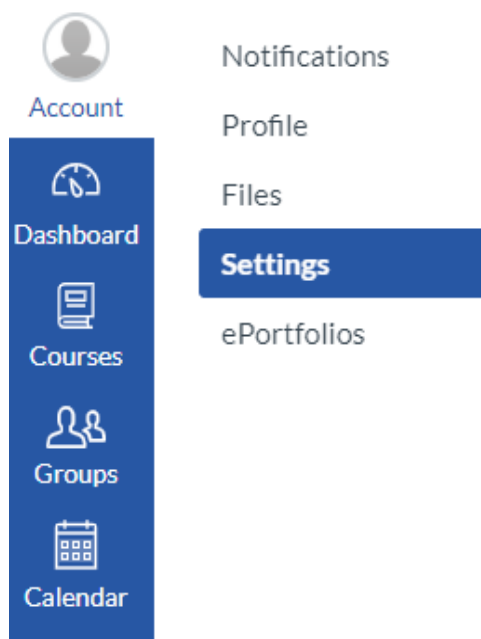 Account
Dashboard
Courses
Groups
Calendar
Notifications
Profile
Files
Settings
ePortfolios